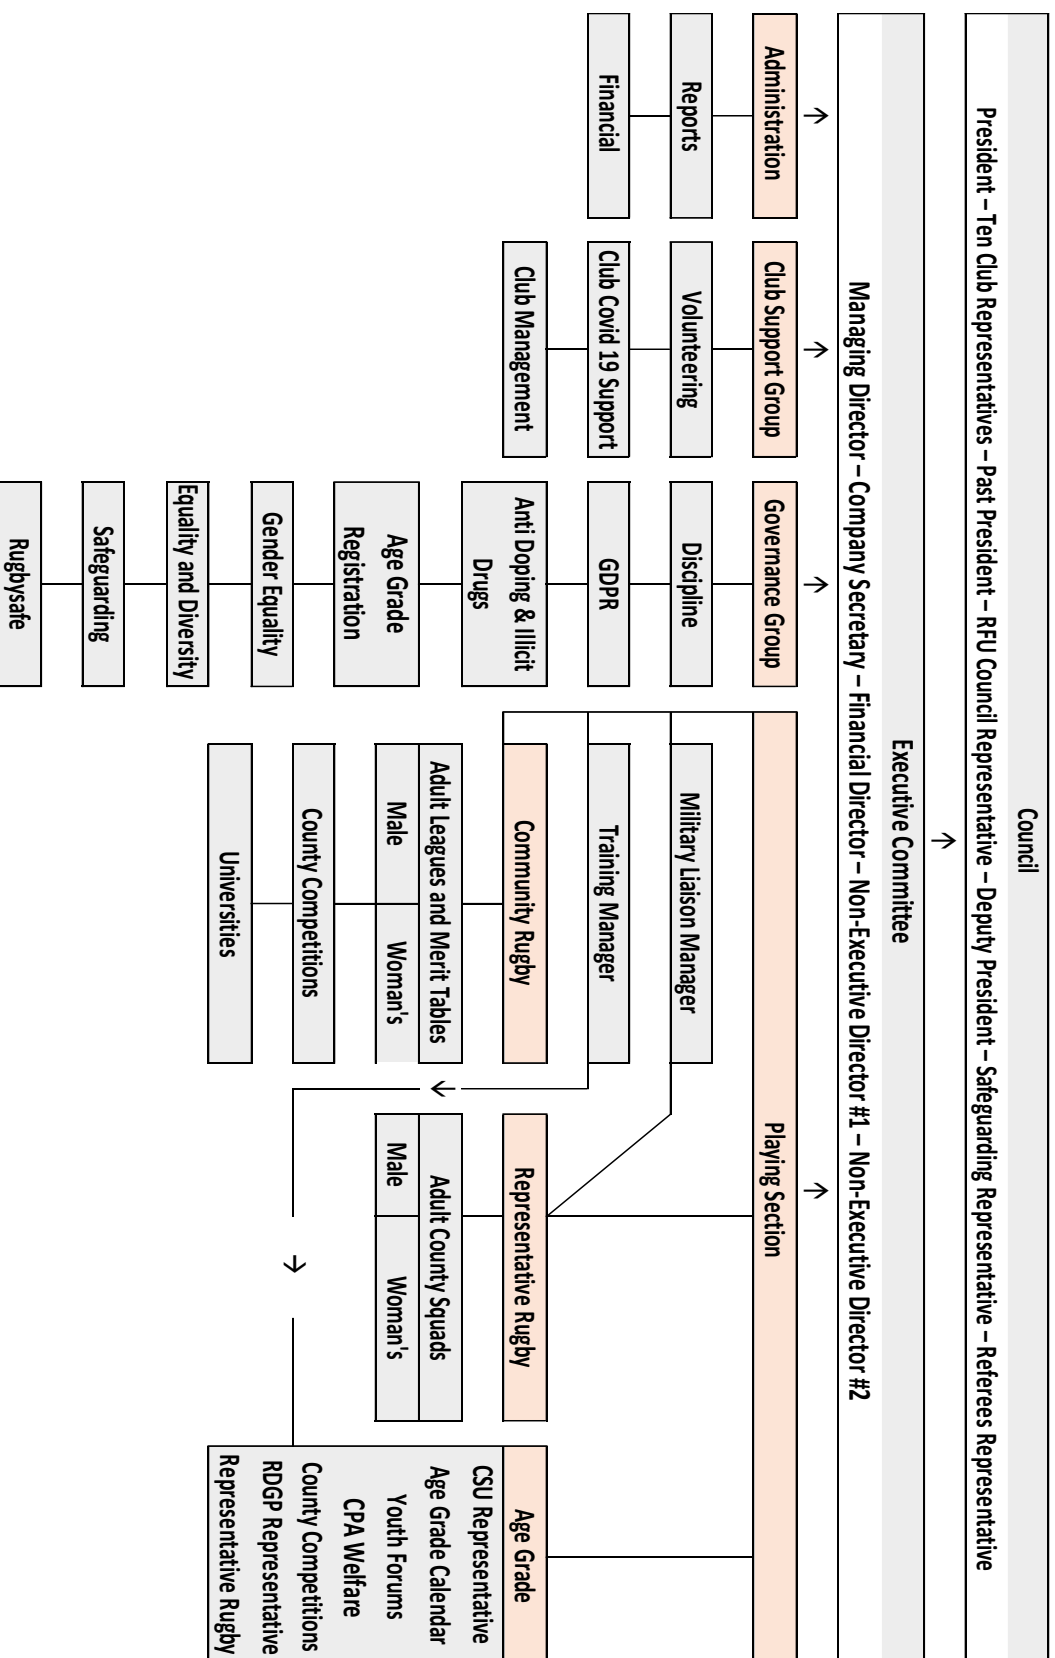 Council
President – Ten Club Representatives – Past President – RFU Council Representative – Deputy President – Safeguarding Representative – Referees Representative
↑
Executive Committee
Managing Director – Company Secretary – Financial Director – Non-Executive Director #1 – Non-Executive Director #2
↑ ↑ ↑ ↑
Administration
Reports
Financial
Club Support Group
Volunteering
Club Covid 19 Support
Club Management
Governance Group
Discipline
GDPR
Anti Doping & Illicit
Drugs
Age Grade
Registration
Gender Equality
Equality and Diversity
Safeguarding
Rugbysafe
Playing Section
Military Liaison Manager
Training Manager
Community Rugby
Adult Leagues and Merit Tables
Male Woman's
County Competitions
Universities
Representative Rugby
Adult County Squads
Male Woman's
Age Grade
CSU Representative
Age Grade Calendar
Youth Forums
CPA Welfare
County Competitions
RDGP Representative
Representative Rugby